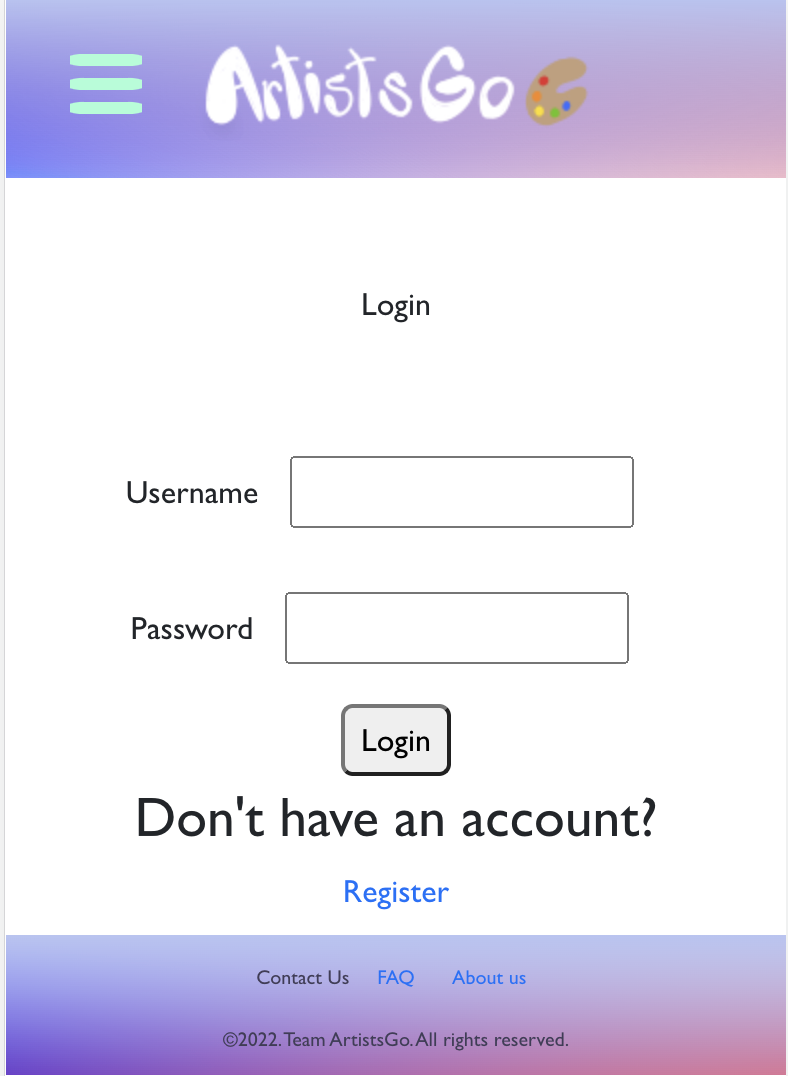 ArtistsGo
Login
Username
Password
Login
Don't have an account?
Register
Contact Us FAQ About us
©2022. Team ArtistsGo. All rights reserved.